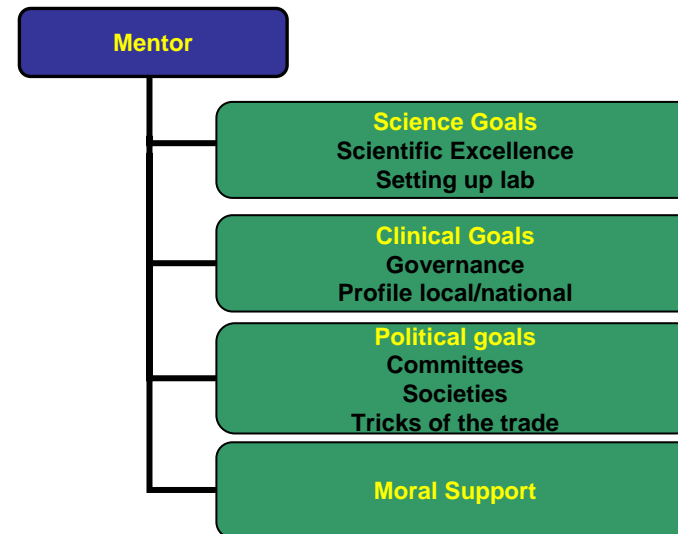 Mentor
Science Goals
Scientific Excellence
Setting up lab
Clinical Goals
Governance
Profile local/national
Political goals
Committees
Societies
Tricks of the trade
Moral Support